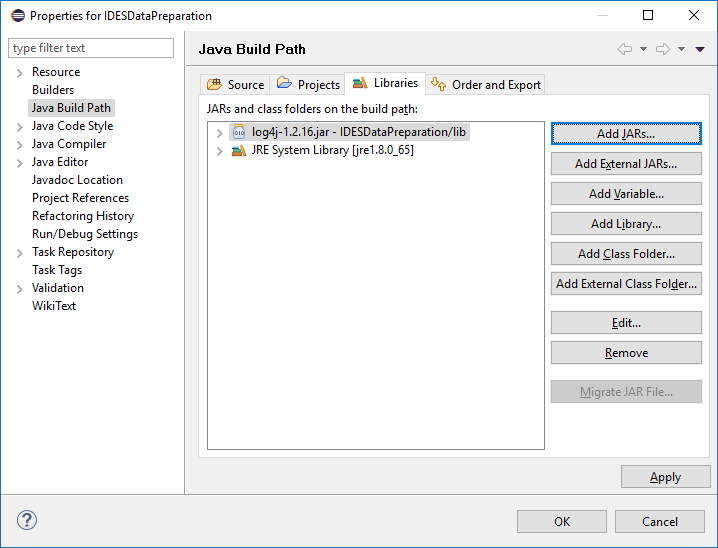 Properties for IDESDataPreparation
type filter text
Resource
Builders
Java Build Path
Java Code Style
Java Compiler
Java Editor
Javadoc Location
Project References
Refactoring History
Run/Debug Settings
Task Repository
Task Tags
Validation
WikiText
Java Build Path
Source Projects Libraries Order and Export
JARs and class folders on the build path:
log4j-1.2.16.jar - IDESDataPreparation/lib
JRE System Library [jre1.8.0_65]
Add JARs...
Add External JARs...
Add Variable...
Add Library...
Add Class Folder...
Add External Class Folder...
Edit...
Remove
Migrate JAR File...
Apply
?
OK Cancel